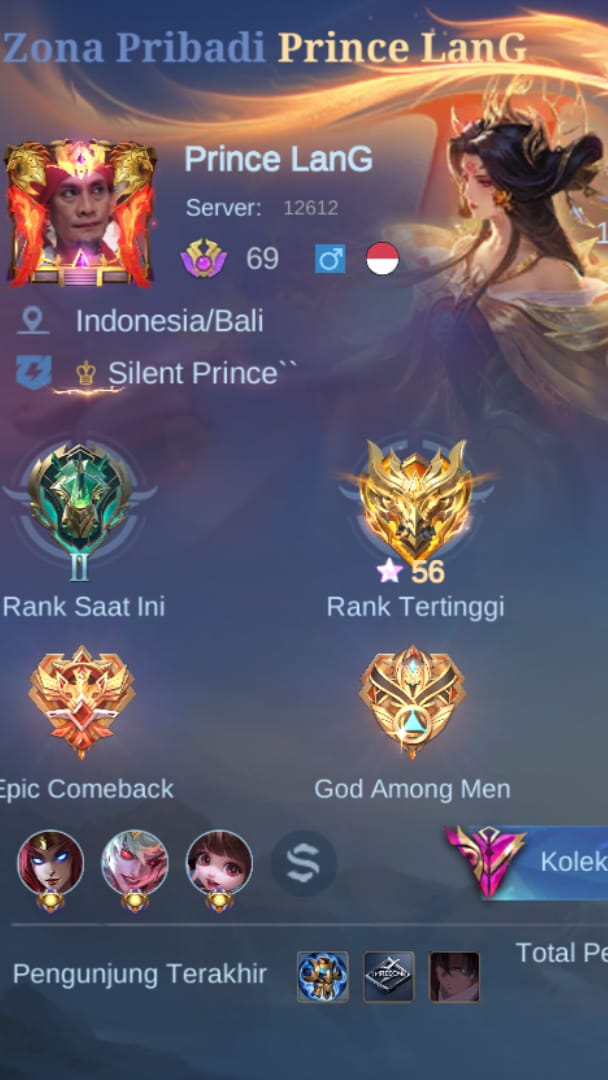 Zona Pribadi Prince LanG
Prince LanG
Server: 12612
69
1
Indonesia/Bali
Silent Prince``
II
56
Rank Saat Ini
Rank Tertinggi
Epic Comeback
God Among Men
S
Kolek
Total Pe
Pengunjung Terakhir